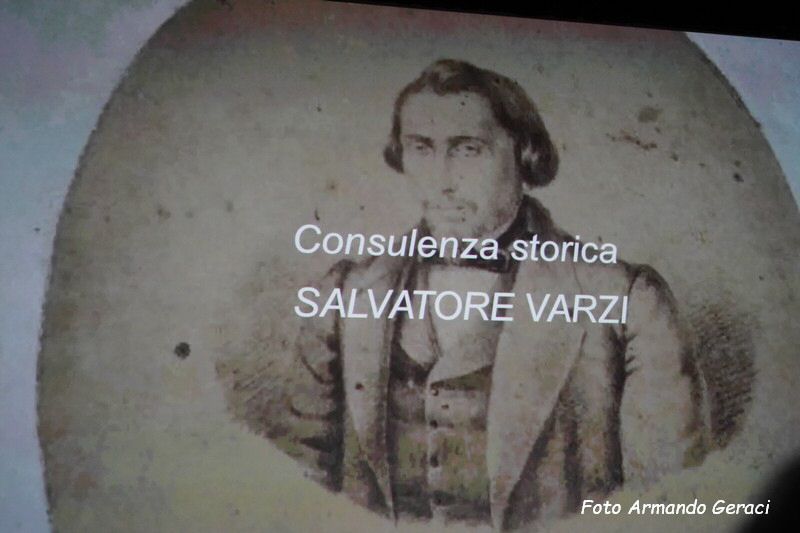 Consulenza storica
SALVATORE VARZI
Foto Armando Geraci